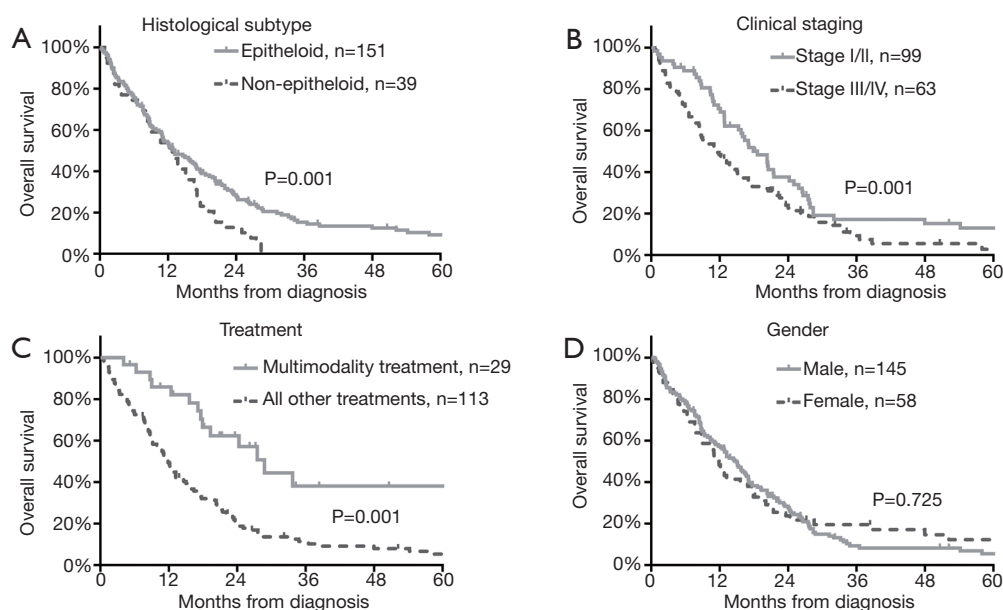 A
Histological subtype
Epitheloid, n=151
Non-epitheloid, n=39
100%
80%
60%
40%
20%
0%
Overall survival
P=0.001
0 12 24 36 48 60
Months from diagnosis
B
Clinical staging
Stage I/II, n=99
Stage III/IV, n=63
100%
80%
60%
40%
20%
0%
Overall survival
P=0.001
0 12 24 36 48 60
Months from diagnosis
C
Treatment
Multimodality treatment, n=29
All other treatments, n=113
100%
80%
60%
40%
20%
0%
Overall survival
P=0.001
0 12 24 36 48 60
Months from diagnosis
D
Gender
Male, n=145
Female, n=58
100%
80%
60%
40%
20%
0%
Overall survival
P=0.725
0 12 24 36 48 60
Months from diagnosis